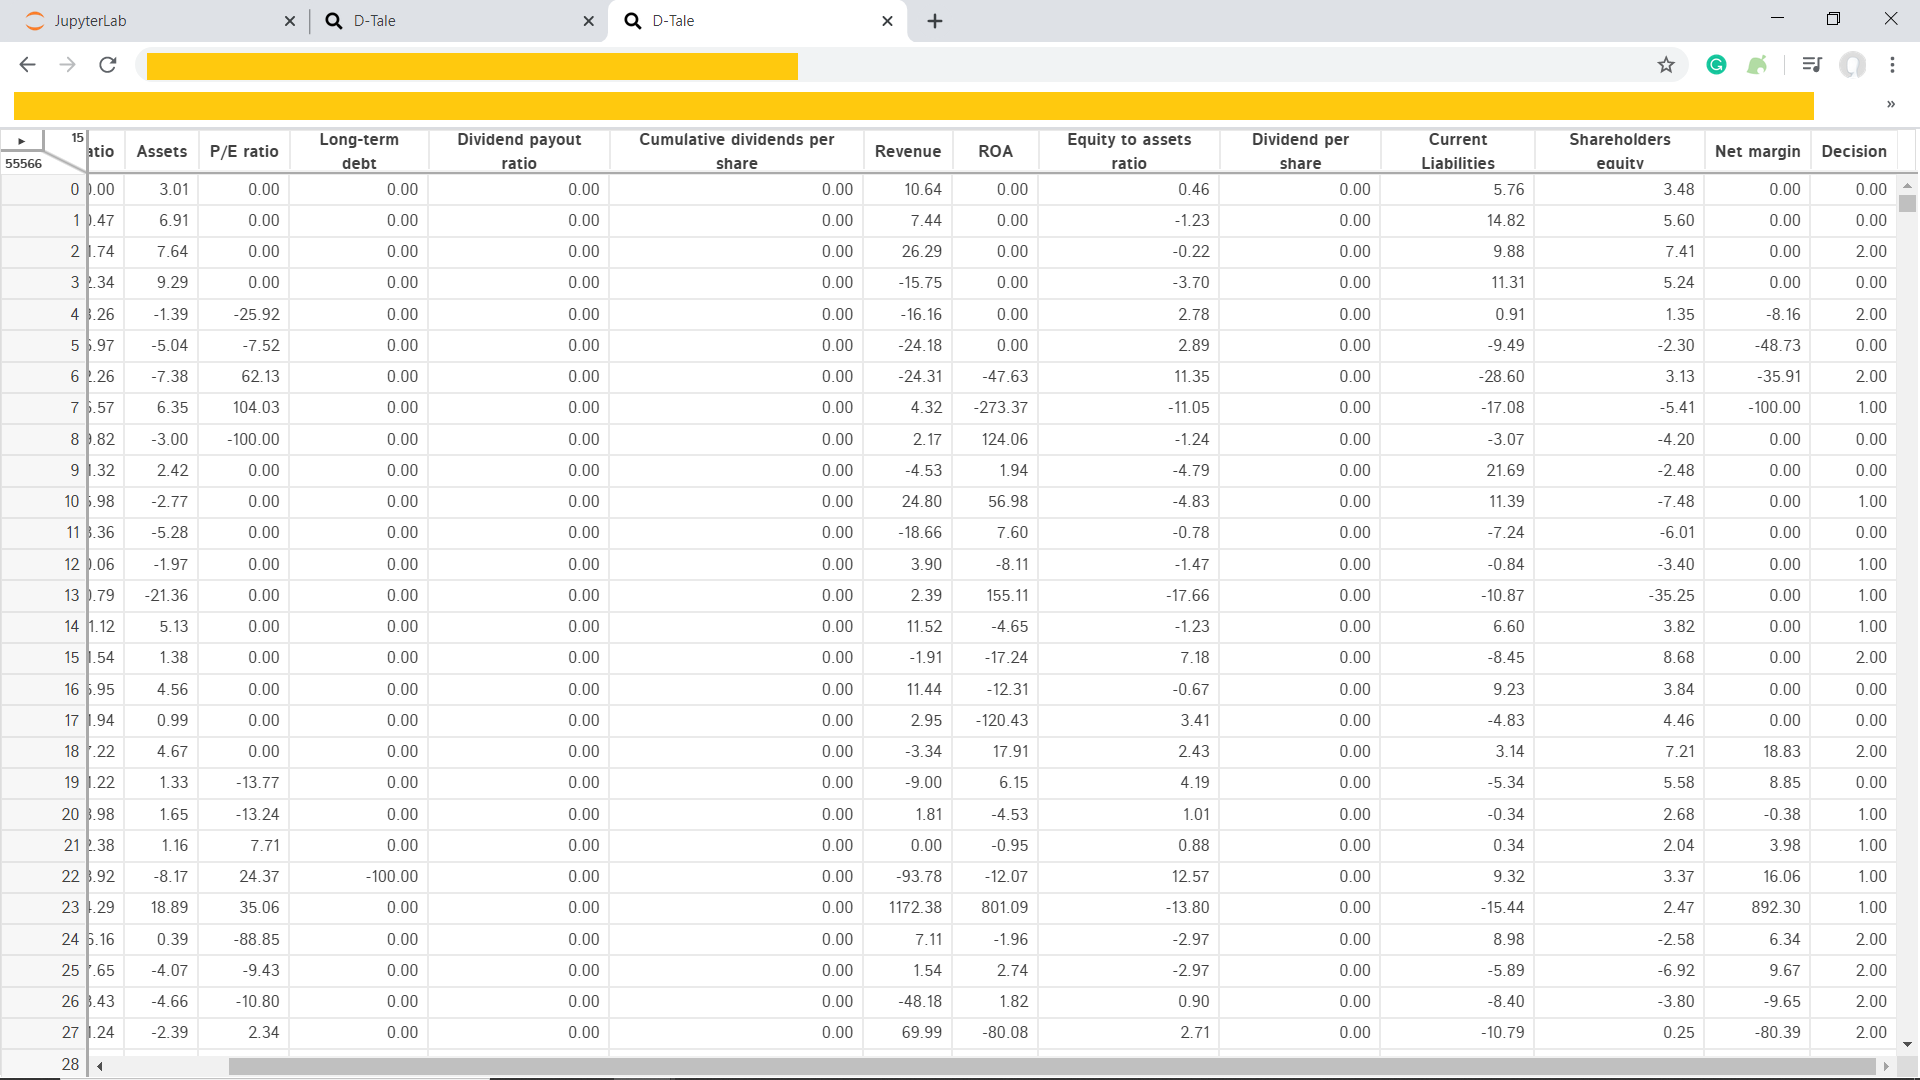 JupyterLab D-Tale D-Tale
»
15
55566
atio Assets P/E ratio Long-term debt Dividend payout ratio Cumulative dividends per share Revenue ROA Equity to assets ratio Dividend per share Current Liabilities Shareholders equity Net margin Decision
0 .00 3.01 0.00 0.00 0.00 0.00 10.64 0.00 0.46 0.00 5.76 3.48 0.00 0.00
1 .47 6.91 0.00 0.00 0.00 0.00 7.44 0.00 -1.23 0.00 14.82 5.60 0.00 0.00
2 .74 7.64 0.00 0.00 0.00 0.00 26.29 0.00 -0.22 0.00 9.88 7.41 0.00 2.00
3 .34 9.29 0.00 0.00 0.00 0.00 -15.75 0.00 -3.70 0.00 11.31 5.24 0.00 0.00
4 .26 -1.39 -25.92 0.00 0.00 0.00 -16.16 0.00 2.78 0.00 0.91 1.35 -8.16 2.00
5 .97 -5.04 -7.52 0.00 0.00 0.00 -24.18 0.00 2.89 0.00 -9.49 -2.30 -48.73 0.00
6 .26 -7.38 62.13 0.00 0.00 0.00 -24.31 -47.63 11.35 0.00 -28.60 3.13 -35.91 2.00
7 .57 6.35 104.03 0.00 0.00 0.00 4.32 -273.37 -11.05 0.00 -17.08 -5.41 -100.00 1.00
8 .82 -3.00 -100.00 0.00 0.00 0.00 2.17 124.06 -1.24 0.00 -3.07 -4.20 0.00 0.00
9 .32 2.42 0.00 0.00 0.00 0.00 -4.53 1.94 -4.79 0.00 21.69 -2.48 0.00 0.00
10 .98 -2.77 0.00 0.00 0.00 0.00 24.80 56.98 -4.83 0.00 11.39 -7.48 0.00 1.00
11 .36 -5.28 0.00 0.00 0.00 0.00 -18.66 7.60 -0.78 0.00 -7.24 -6.01 0.00 0.00
12 .06 -1.97 0.00 0.00 0.00 0.00 3.90 -8.11 -1.47 0.00 -0.84 -3.40 0.00 1.00
13 .79 -21.36 0.00 0.00 0.00 0.00 2.39 155.11 -17.66 0.00 -10.87 -35.25 0.00 1.00
14 1.12 5.13 0.00 0.00 0.00 0.00 11.52 -4.65 -1.23 0.00 6.60 3.82 0.00 1.00
15 .54 1.38 0.00 0.00 0.00 0.00 -1.91 -17.24 7.18 0.00 -8.45 8.68 0.00 2.00
16 .95 4.56 0.00 0.00 0.00 0.00 11.44 -12.31 -0.67 0.00 9.23 3.84 0.00 0.00
17 .94 0.99 0.00 0.00 0.00 0.00 2.95 -120.43 3.41 0.00 -4.83 4.46 0.00 0.00
18 .22 4.67 0.00 0.00 0.00 0.00 -3.34 17.91 2.43 0.00 3.14 7.21 18.83 2.00
19 .22 1.33 -13.77 0.00 0.00 0.00 -9.00 6.15 4.19 0.00 -5.34 5.58 8.85 0.00
20 .98 1.65 -13.24 0.00 0.00 0.00 1.81 -4.53 1.01 0.00 -0.34 2.68 -0.38 1.00
21 .38 1.16 7.71 0.00 0.00 0.00 0.00 -0.95 0.88 0.00 0.34 2.04 3.98 1.00
22 .92 -8.17 24.37 -100.00 0.00 0.00 -93.78 -12.07 12.57 0.00 9.32 3.37 16.06 1.00
23 .29 18.89 35.06 0.00 0.00 0.00 1172.38 801.09 -13.80 0.00 -15.44 2.47 892.30 1.00
24 .16 0.39 -88.85 0.00 0.00 0.00 7.11 -1.96 -2.97 0.00 8.98 -2.58 6.34 2.00
25 .65 -4.07 -9.43 0.00 0.00 0.00 1.54 2.74 -2.97 0.00 -5.89 -6.92 9.67 2.00
26 .43 -4.66 -10.80 0.00 0.00 0.00 -48.18 1.82 0.90 0.00 -8.40 -3.80 -9.65 2.00
27 .24 -2.39 2.34 0.00 0.00 0.00 69.99 -80.08 2.71 0.00 -10.79 0.25 -80.39 2.00
28